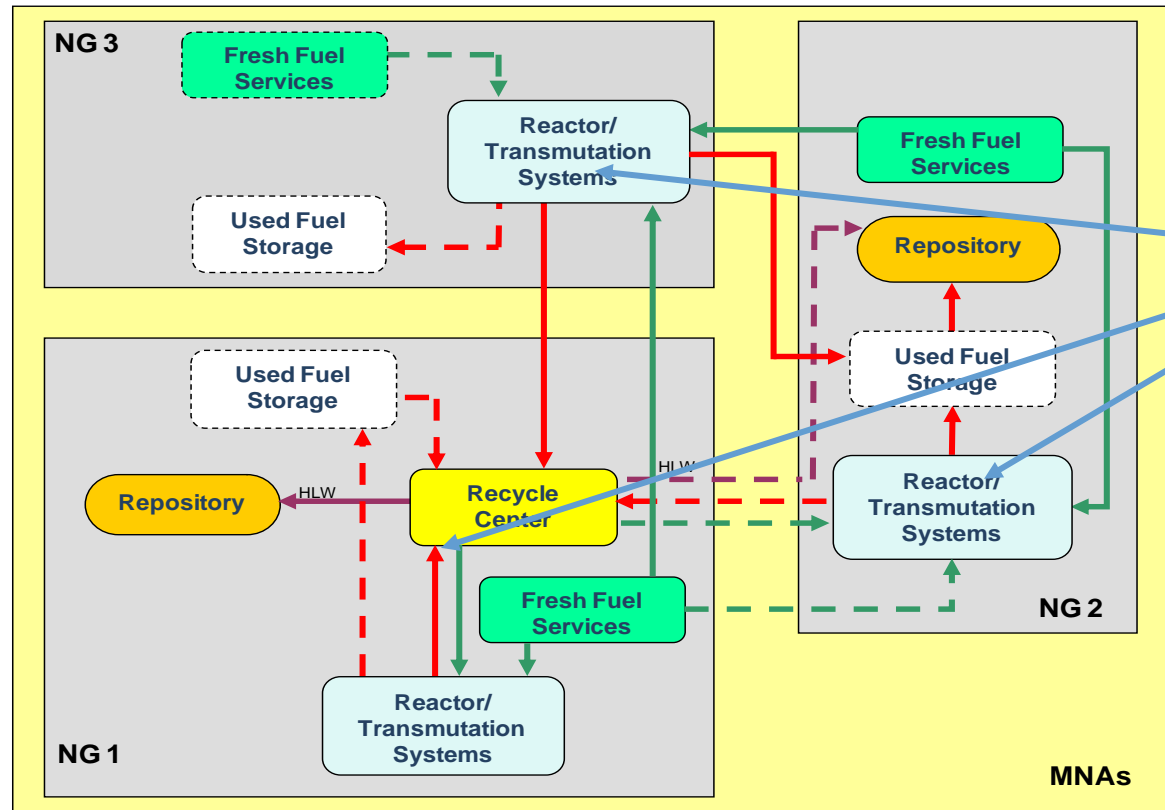 NG 3
Fresh Fuel
Services
Reactor/
Transmutation
Systems
Used Fuel
Storage
Fresh Fuel
Services
Repository
Used Fuel
Storage
Reactor/
Transmutation
Systems
NG 2
Used Fuel
Storage
Repository
HLW
Recycle
Center
HLW
Fresh Fuel
Services
Reactor/
Transmutation
Systems
NG 1
MNAs